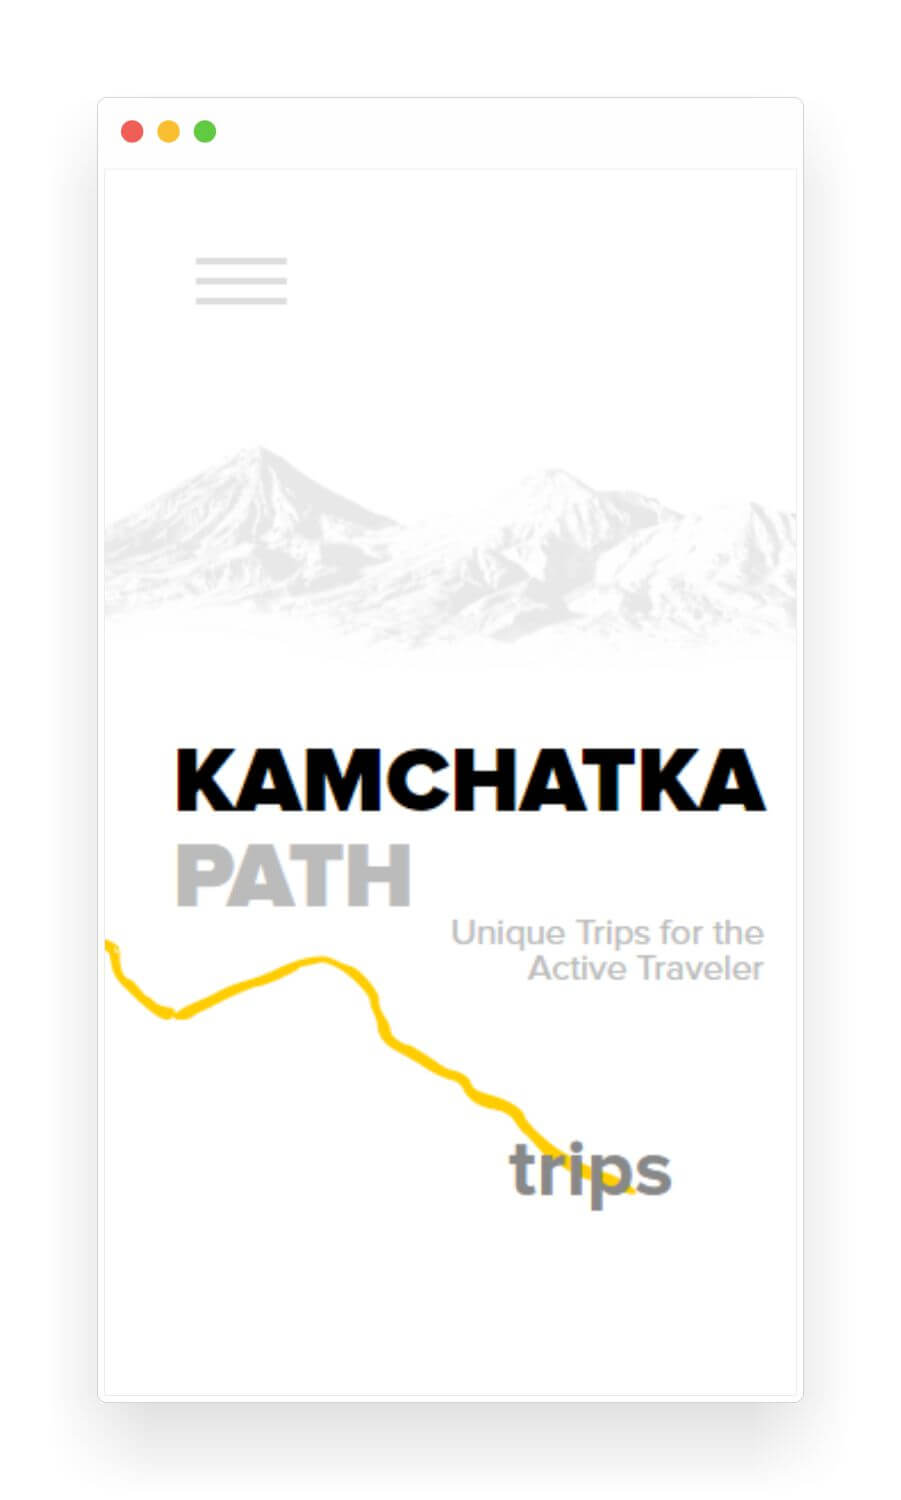 KAMCHATKA
PATH
Unique Trips for the
Active Traveler
trips